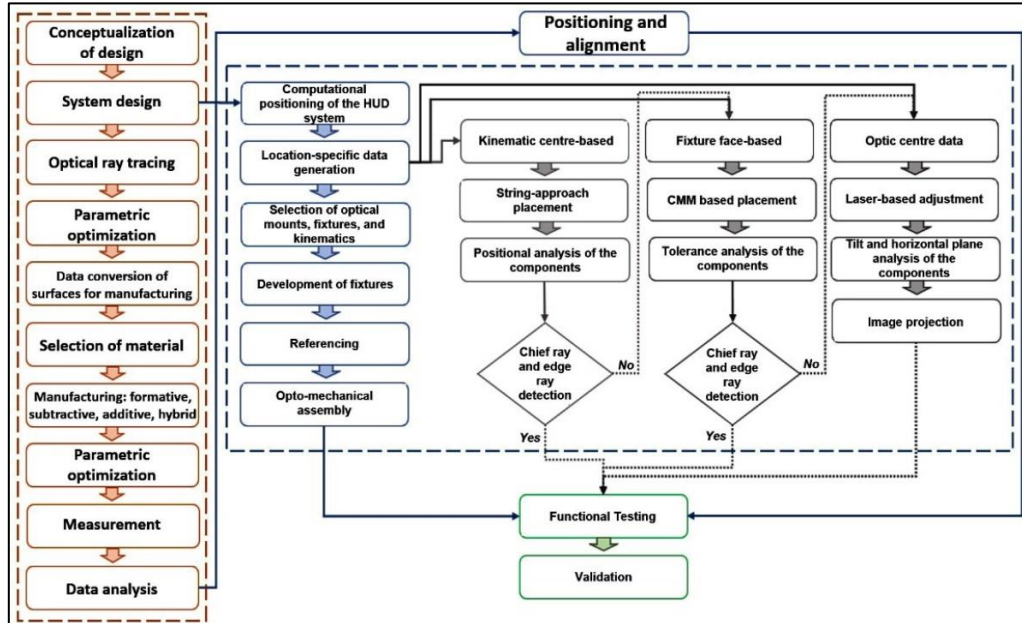 Conceptualization
of design
System design
Optical ray tracing
Parametric
optimization
Data conversion of
surfaces for manufacturing
Selection of material
Manufacturing: formative,
subtractive, additive, hybrid
Parametric
optimization
Measurement
Data analysis
Positioning and
alignment
Computational
positioning of the HUD
system
Location-specific data
generation
Selection of optical
mounts, fixtures, and
kinematics
Development of fixtures
Referencing
Opto-mechanical
assembly
Kinematic centre-based
String-approach
placement
Positional analysis of the
components
Chief ray
and edge
ray
detection
No
Yes
Fixture face-based
CMM based placement
Tolerance analysis of the
components
Chief ray
and edge
ray
detection
No
Yes
Optic centre data
Laser-based adjustment
Tilt and horizontal plane
analysis of the
components
Image projection
Functional Testing
Validation